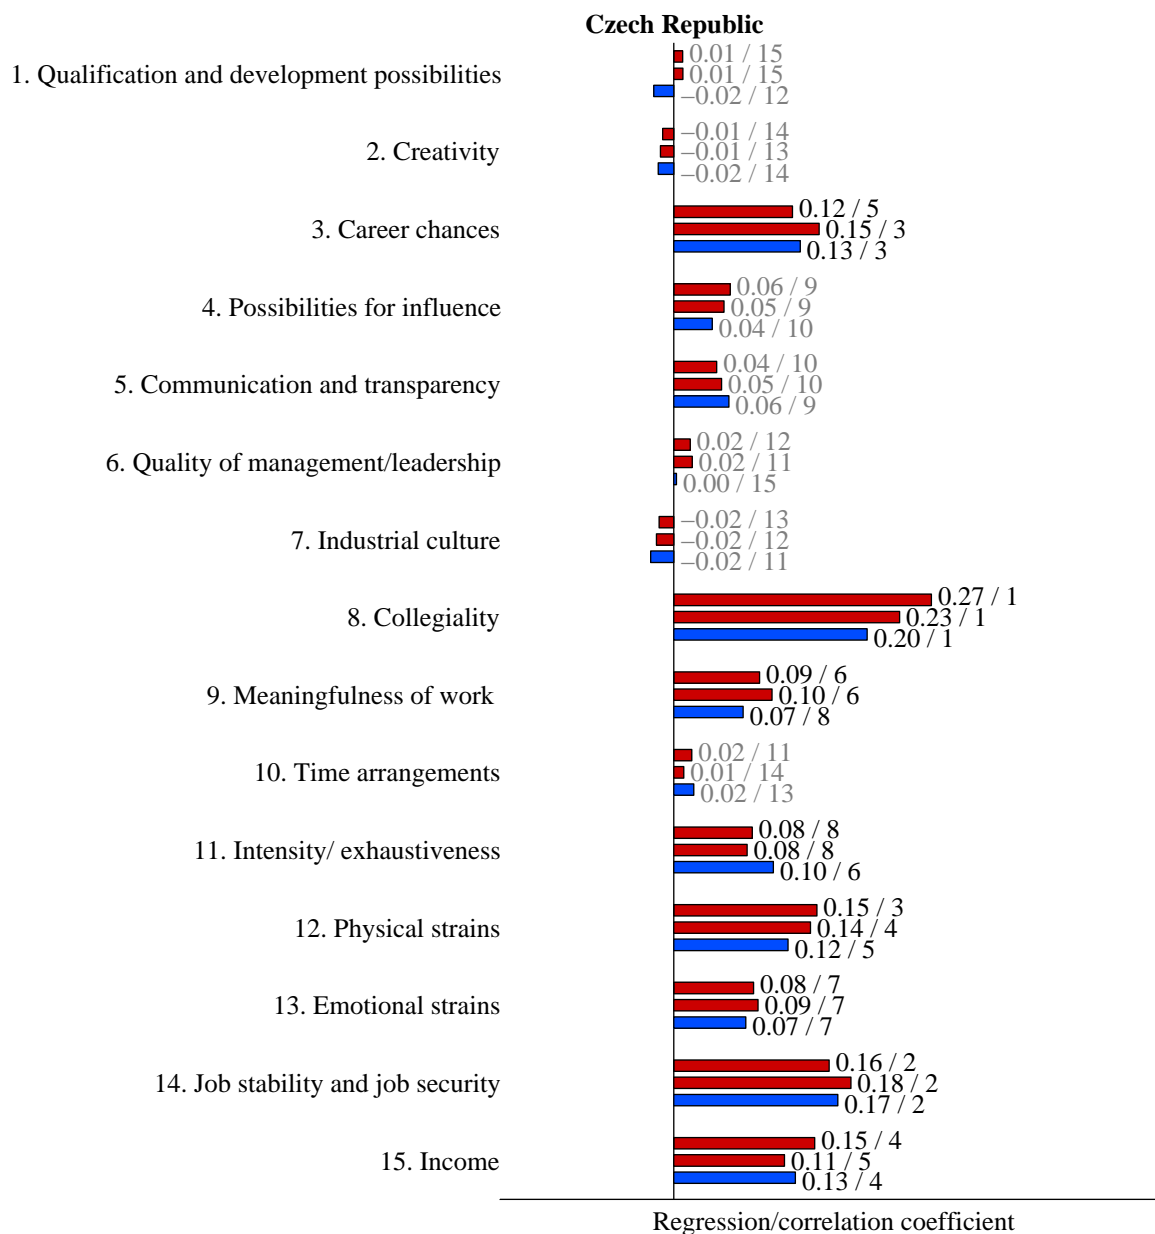 Czech Republic
1. Qualification and development possibilities
0.01 / 15
0.01 / 15
–0.02 / 12
2. Creativity
–0.01 / 14
–0.01 / 13
–0.02 / 14
3. Career chances
0.12 / 5
0.15 / 3
0.13 / 3
4. Possibilities for influence
0.06 / 9
0.05 / 9
0.04 / 10
5. Communication and transparency
0.04 / 10
0.05 / 10
0.06 / 9
6. Quality of management/leadership
0.02 / 12
0.02 / 11
0.00 / 15
7. Industrial culture
–0.02 / 13
–0.02 / 12
–0.02 / 11
8. Collegiality
0.27 / 1
0.23 / 1
0.20 / 1
9. Meaningfulness of work
0.09 / 6
0.10 / 6
0.07 / 8
10. Time arrangements
0.02 / 11
0.01 / 14
0.02 / 13
11. Intensity/ exhaustiveness
0.08 / 8
0.08 / 8
0.10 / 6
12. Physical strains
0.15 / 3
0.14 / 4
0.12 / 5
13. Emotional strains
0.08 / 7
0.09 / 7
0.07 / 7
14. Job stability and job security
0.16 / 2
0.18 / 2
0.17 / 2
15. Income
0.15 / 4
0.11 / 5
0.13 / 4
Regression/correlation coefficient